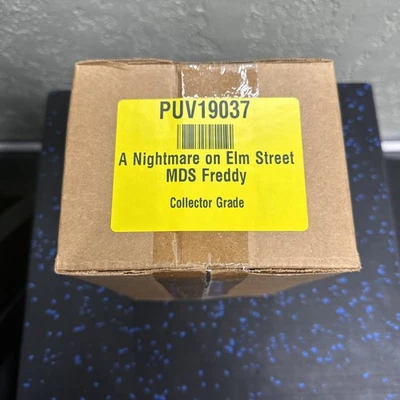 PUV19037
A Nightmare on Elm Street
MDS Freddy
Collector Grade